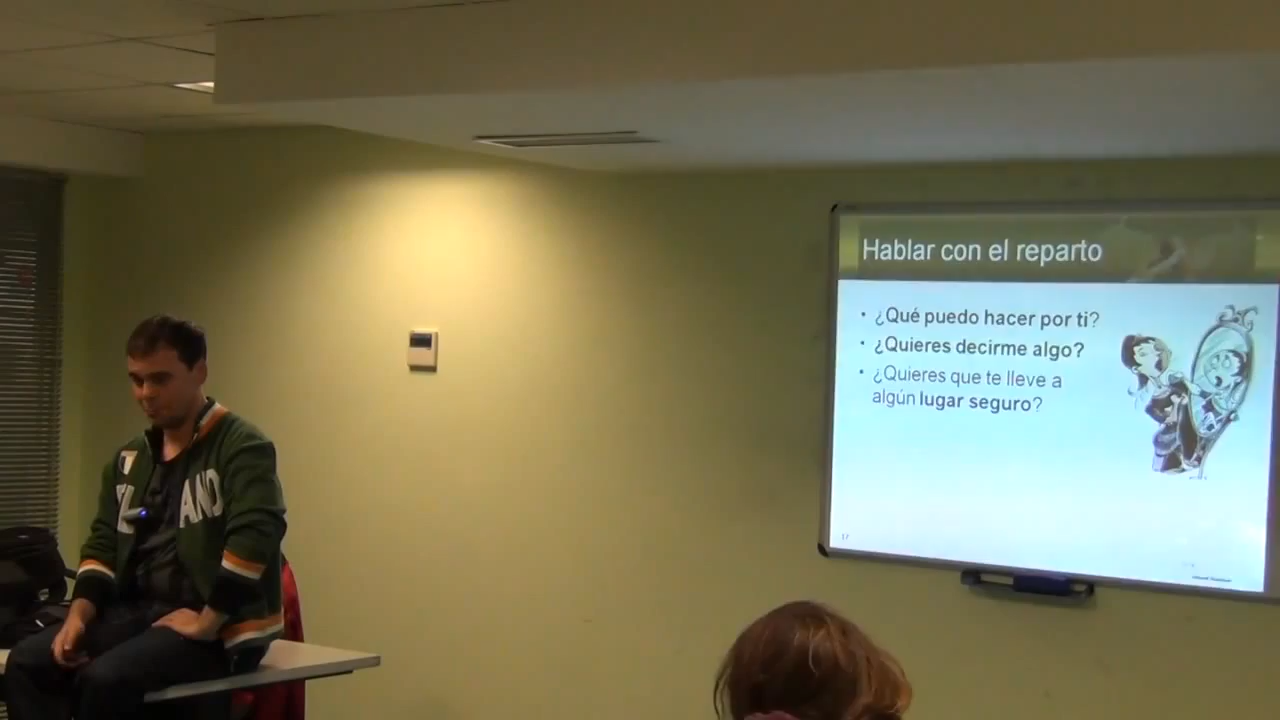 Hablar con el reparto
• ¿Qué puedo hacer por ti?
• ¿Quieres decirme algo?
• ¿Quieres que te lleve a
algún lugar seguro?
17
AND